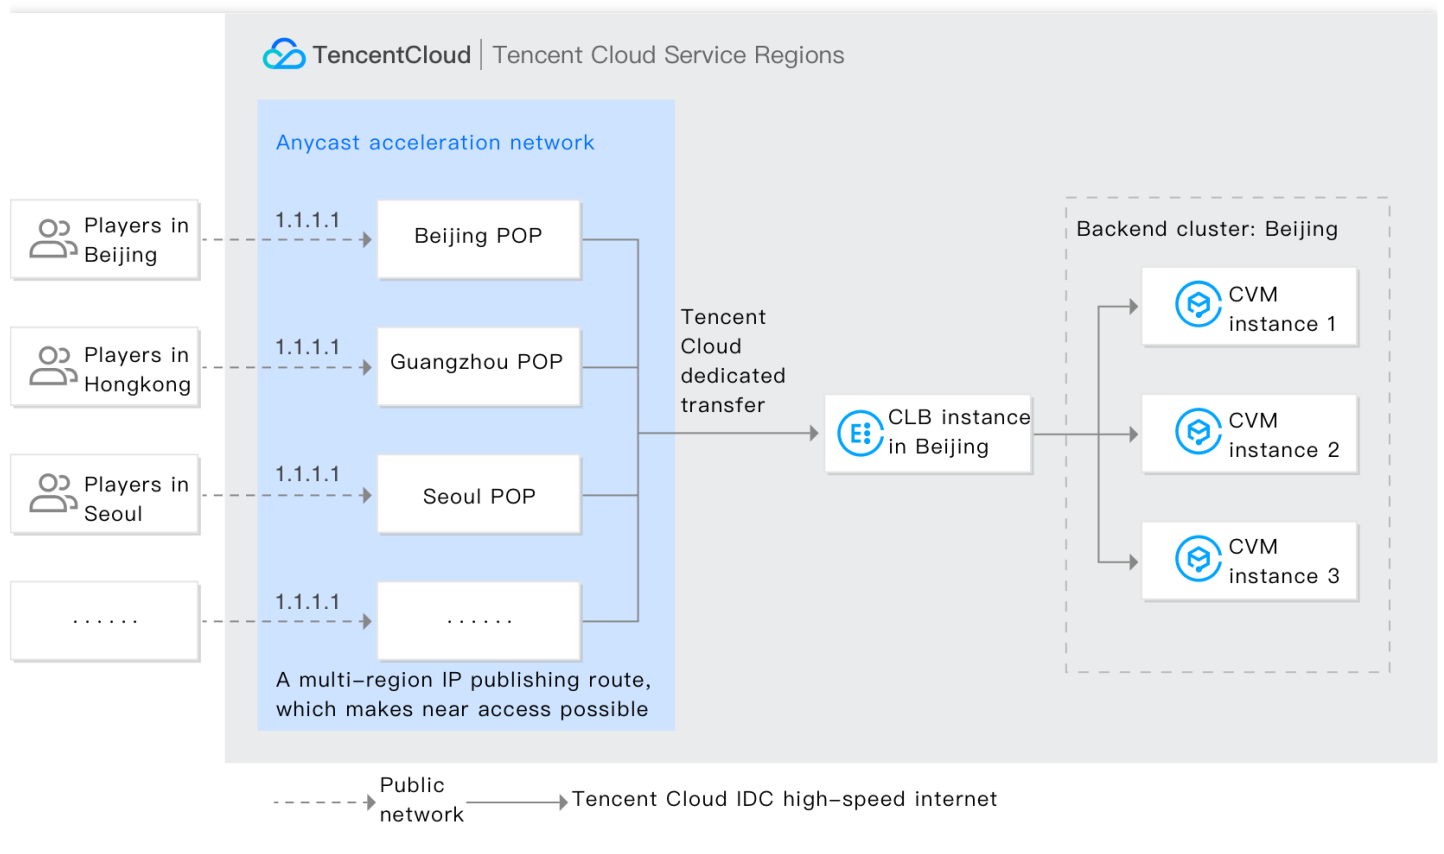 TencentCloud | Tencent Cloud Service Regions
Anycast acceleration network
Players in
Beijing
1.1.1.1
Beijing POP
Players in
Hongkong
1.1.1.1
Guangzhou POP
Players in
Seoul
1.1.1.1
Seoul POP
······
1.1.1.1
······
A multi-region IP publishing route,
which makes near access possible
Tencent
Cloud
dedicated
transfer
CLB instance
in Beijing
Backend cluster: Beijing
CVM
instance 1
CVM
instance 2
CVM
instance 3
Public
network
Tencent Cloud IDC high-speed internet